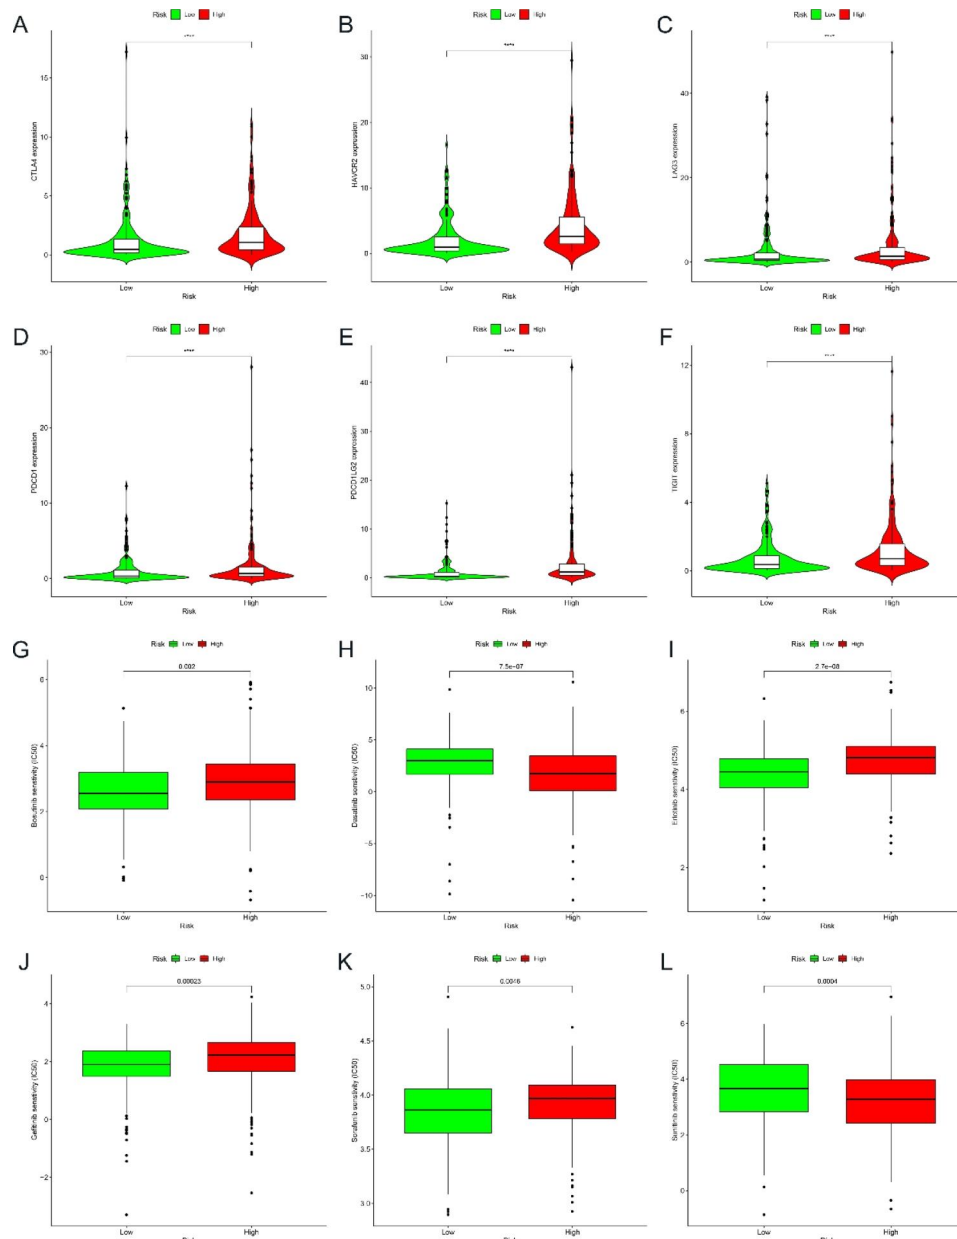 A
Risk Low High
CTLA4 expression
****
15
10
5
0
Low High
Risk
B
Risk Low High
HAVCR2 expression
****
30
20
10
0
Low High
Risk
C
Risk Low High
LAG3 expression
****
40
20
0
Low High
Risk
D
Risk Low High
PDCD1 expression
****
30
20
10
0
Low High
Risk
E
Risk Low High
PDCD1LG2 expression
****
40
30
20
10
0
Low High
Risk
F
Risk Low High
TIGIT expression
****
12
8
4
0
Low High
Risk
G
Risk Low High
Bosutinib senstivity (IC50)
0.002
6
4
2
0
Low High
Risk
H
Risk Low High
Dasatinib senstivity (IC50)
7.5e-07
10
5
0
−5
−10
Low High
Risk
I
Risk Low High
Erlotinib senstivity (IC50)
2.7e-08
6
4
2
Low High
Risk
J
Risk Low High
Gefitinib senstivity (IC50)
0.00023
4
2
0
−2
Low High
K
Risk Low High
Sorafenib senstivity (IC50)
0.0046
5.0
4.5
4.0
3.5
3.0
Low High
L
Risk Low High
Sunitinib senstivity (IC50)
0.0004
6
4
2
0
Low High